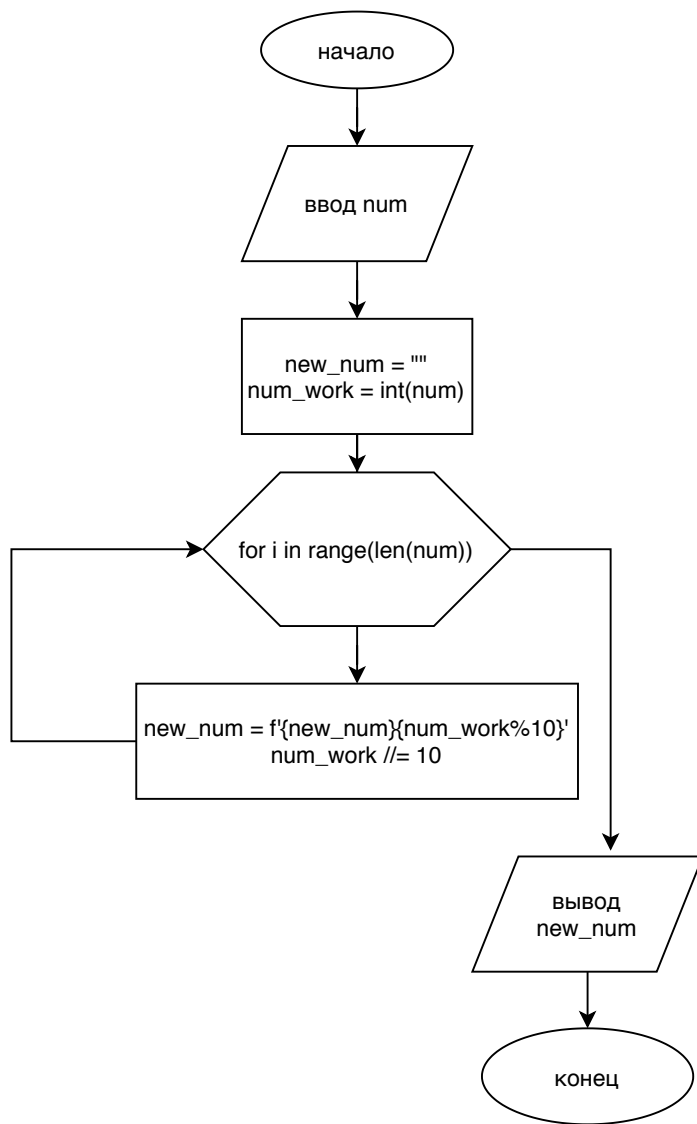 начало
ввод num
new_num = ""
num_work = int(num)
for i in range(len(num))
new_num = f'{new_num}{num_work%10}'
num_work //= 10
вывод
new_num
конец